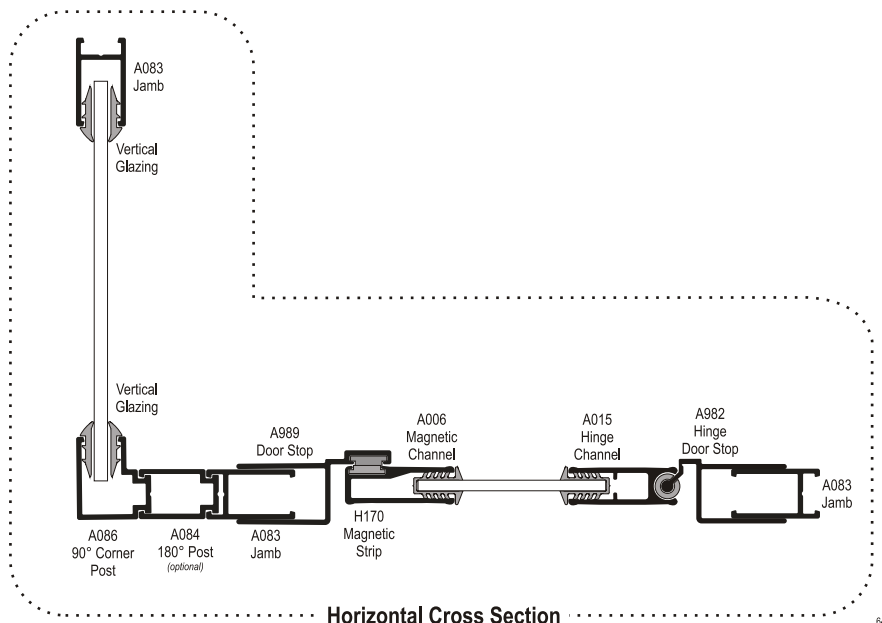 A083
Jamb
Vertical
Glazing
Vertical
Glazing
A989
Door Stop
A006
Magnetic
Channel
A015
Hinge
Channel
A982
Hinge
Door Stop
A083
Jamb
A086
90° Corner
Post
A084
180° Post
(optional)
A083
Jamb
H170
Magnetic
Strip
Horizontal Cross Section